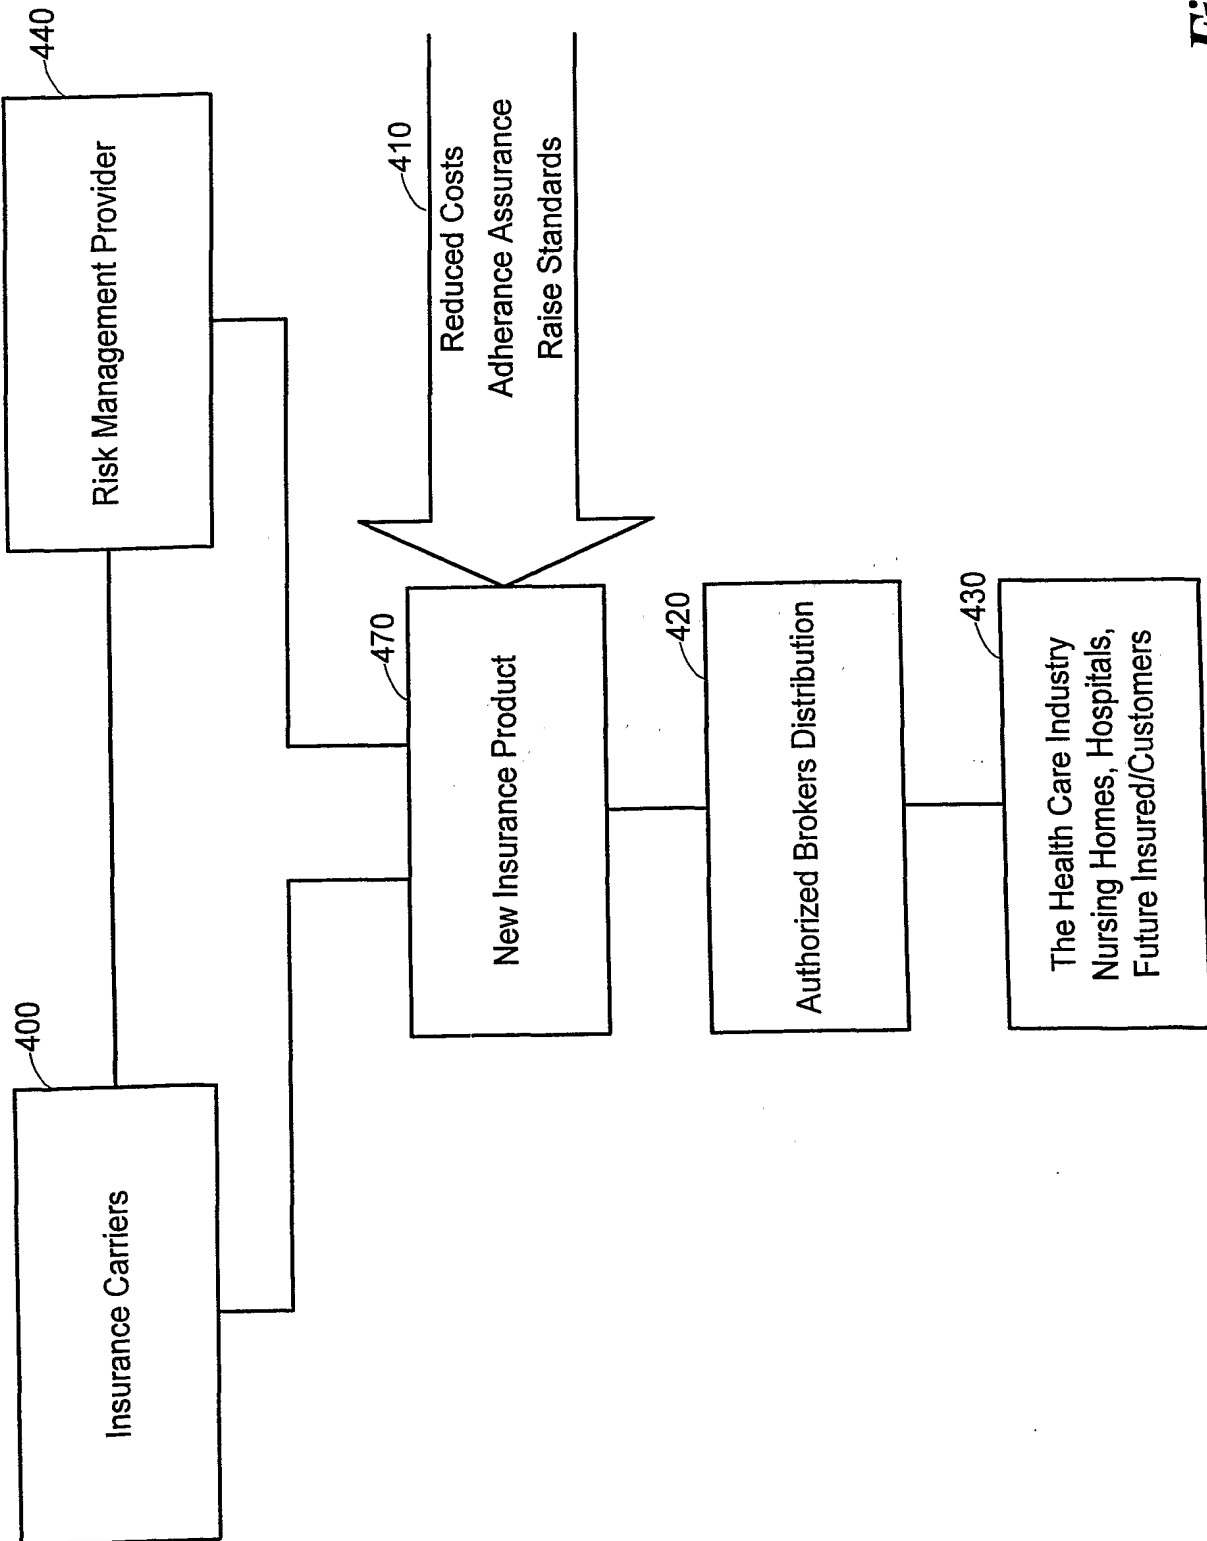 400
Insurance Carriers
440
Risk Management Provider
470
New Insurance Product
410
Reduced Costs
Adherance Assurance
Raise Standards
420
Authorized Brokers Distribution
430
The Health Care Industry
Nursing Homes, Hospitals,
Future Insured/Customers